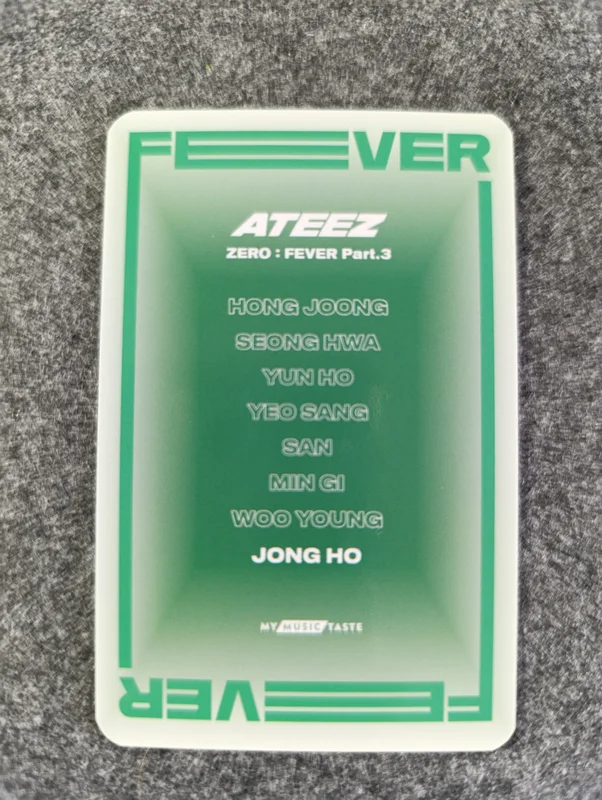 FEVER
ATEEZ
ZERO : FEVER Part.3
HONG JOONG
SEONG HWA
YUN HO
YEO SANG
SAN
MIN GI
WOO YOUNG
JONG HO
MY MUSIC TASTE
FEVER